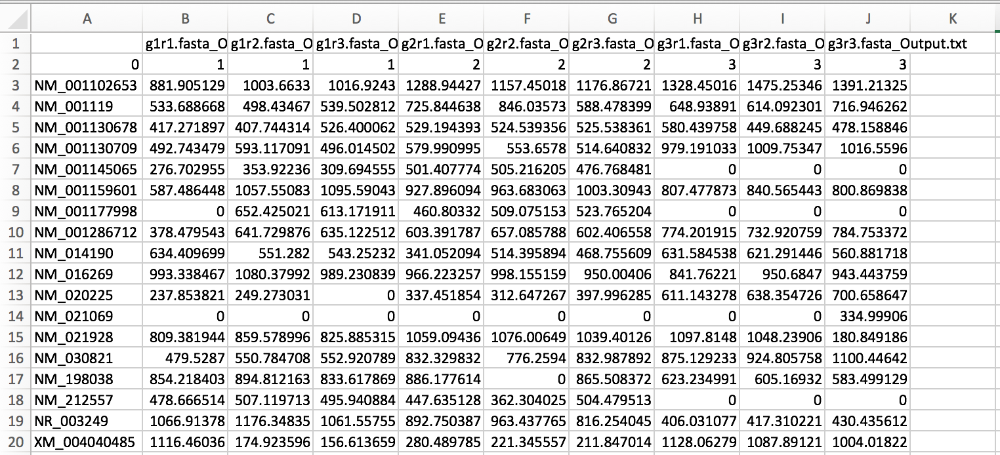 A B C D E F G H I J K
1 g1r1.fasta_O g1r2.fasta_O g1r3.fasta_O g2r1.fasta_O g2r2.fasta_O g2r3.fasta_O g3r1.fasta_O g3r2.fasta_O g3r3.fasta_Output.txt
2 0 1 1 1 2 2 2 3 3 3
3 NM_001102653 881.905129 1003.6633 1016.9243 1288.94427 1157.45018 1176.86721 1328.45016 1475.25346 1391.21325
4 NM_001119 533.688668 498.43467 539.502812 725.844638 846.03573 588.478399 648.93891 614.092301 716.946262
5 NM_001130678 417.271897 407.744314 526.400062 529.194393 524.539356 525.538361 580.439758 449.688245 478.158846
6 NM_001130709 492.743479 593.117091 496.014502 579.990995 553.6578 514.640832 979.191033 1009.75347 1016.5596
7 NM_001145065 276.702955 353.92236 309.694555 501.407774 505.216205 476.768481 0 0 0
8 NM_001159601 587.486448 1057.55083 1095.59043 927.896094 963.683063 1003.30943 807.477873 840.565443 800.869838
9 NM_001177998 0 652.425021 613.171911 460.80332 509.075153 523.765204 0 0 0
10 NM_001286712 378.479543 641.729876 635.122512 603.391787 657.085788 602.406558 774.201915 732.920759 784.753372
11 NM_014190 634.409699 551.282 543.25232 341.052094 514.395894 468.755609 631.584538 621.291446 560.881718
12 NM_016269 993.338467 1080.37992 989.230839 966.223257 998.155159 950.00406 841.76221 950.6847 943.443759
13 NM_020225 237.853821 249.273031 0 337.451854 312.647267 397.996285 611.143278 638.354726 700.658647
14 NM_021069 0 0 0 0 0 0 0 0 334.99906
15 NM_021928 809.381944 859.578996 825.885315 1059.09436 1076.00649 1039.40126 1097.8148 1048.23906 180.849186
16 NM_030821 479.5287 550.784708 552.920789 832.329832 776.2594 832.987892 875.129233 924.805758 1100.44642
17 NM_198038 854.218403 894.812163 833.617869 886.177614 0 865.508372 623.234991 605.16932 583.499129
18 NM_212557 478.666514 507.119713 495.940884 447.635128 362.304025 504.479513 0 0 0
19 NR_003249 1066.91378 1176.34835 1061.55755 892.750387 963.437765 816.254045 406.031077 417.310221 430.435612
20 XM_004040485 1116.46036 174.923596 156.613659 280.489785 221.345557 211.847014 1128.06279 1087.89121 1004.01822